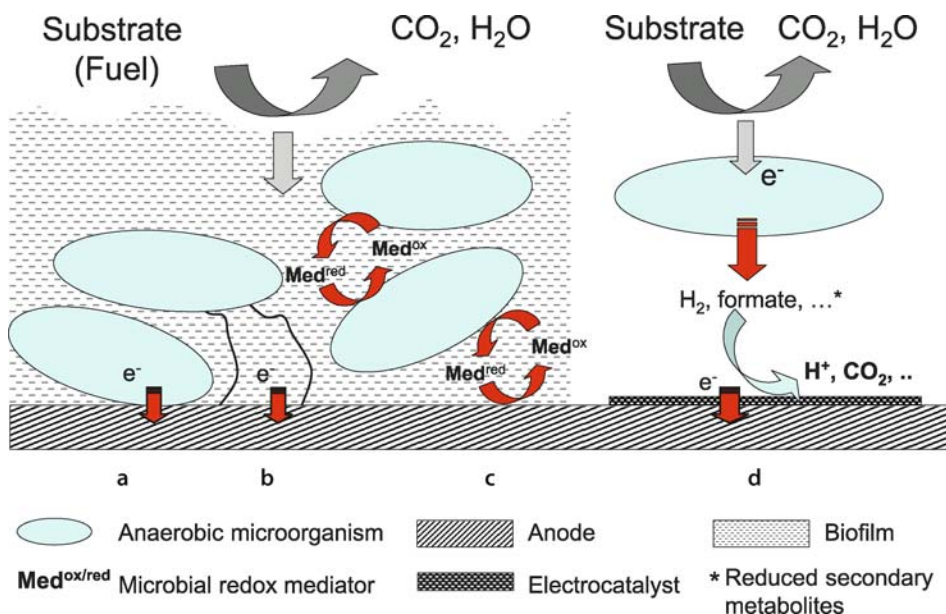 Substrate
(Fuel)
CO₂, H₂O
Substrate
CO₂, H₂O
e⁻
Medᵒˣ
Medʳᵉᵈ
H₂, formate, ...*
Medᵒˣ
Medʳᵉᵈ
H⁺, CO₂, ..
e⁻
e⁻
e⁻
a
b
c
d
Anaerobic microorganism
Anode
Biofilm
Medᵒˣ/ʳᵉᵈ Microbial redox mediator
Electrocatalyst
* Reduced secondary
metabolites